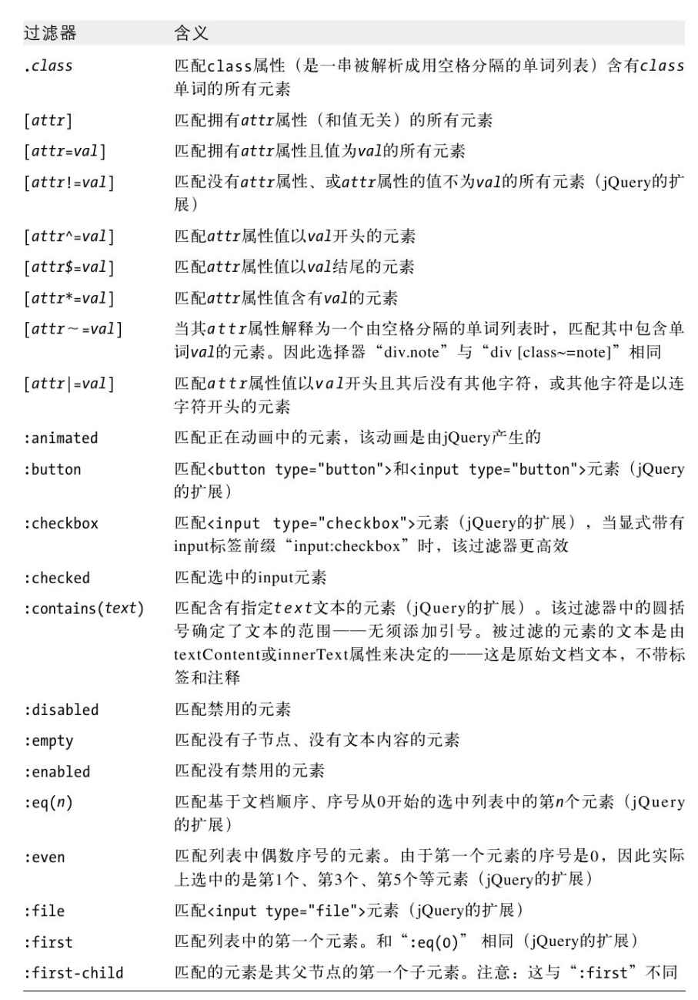 过滤器 含义
.class 匹配class属性（是一串被解析成用空格分隔的单词列表）含有class
单词的所有元素
[attr] 匹配拥有attr属性（和值无关）的所有元素
[attr=val] 匹配拥有attr属性且值为val的所有元素
[attr!=val] 匹配没有attr属性、或attr属性的值不为val的所有元素（jQuery的扩
展）
[attr^=val] 匹配attr属性值以val开头的元素
[attr$=val] 匹配attr属性值以val结尾的元素
[attr*=val] 匹配attr属性值含有val的元素
[attr～=val] 当其attr属性解释为一个由空格分隔的单词列表时，匹配其中包含单
词val的元素。因此选择器“div.note”与“div [class~=note]”相同
[attr|=val] 匹配attr属性值以val开头且其后没有其他字符，或其他字符是以连
字符开头的元素
:animated 匹配正在动画中的元素，该动画是由jQuery产生的
:button 匹配<button type="button">和<input type="button">元素（jQuery
的扩展）
:checkbox 匹配<input type="checkbox">元素（jQuery的扩展），当显式带有
input标签前缀“input:checkbox”时，该过滤器更高效
:checked 匹配选中的input元素
:contains(text) 匹配含有指定text文本的元素（jQuery的扩展）。该过滤器中的圆括
号确定了文本的范围——无须添加引号。被过滤的元素的文本是由
textContent或innerText属性来决定的——这是原始文档文本，不带标
签和注释
:disabled 匹配禁用的元素
:empty 匹配没有子节点、没有文本内容的元素
:enabled 匹配没有禁用的元素
:eq(n) 匹配基于文档顺序、序号从0开始的选中列表中的第n个元素（jQuery
的扩展）
:even 匹配列表中偶数序号的元素。由于第一个元素的序号是0，因此实际
上选中的是第1个、第3个、第5个等元素（jQuery的扩展）
:file 匹配<input type="file">元素（jQuery的扩展）
:first 匹配列表中的第一个元素。和“:eq(0)” 相同（jQuery的扩展）
:first-child 匹配的元素是其父节点的第一个子元素。注意：这与“:first”不同